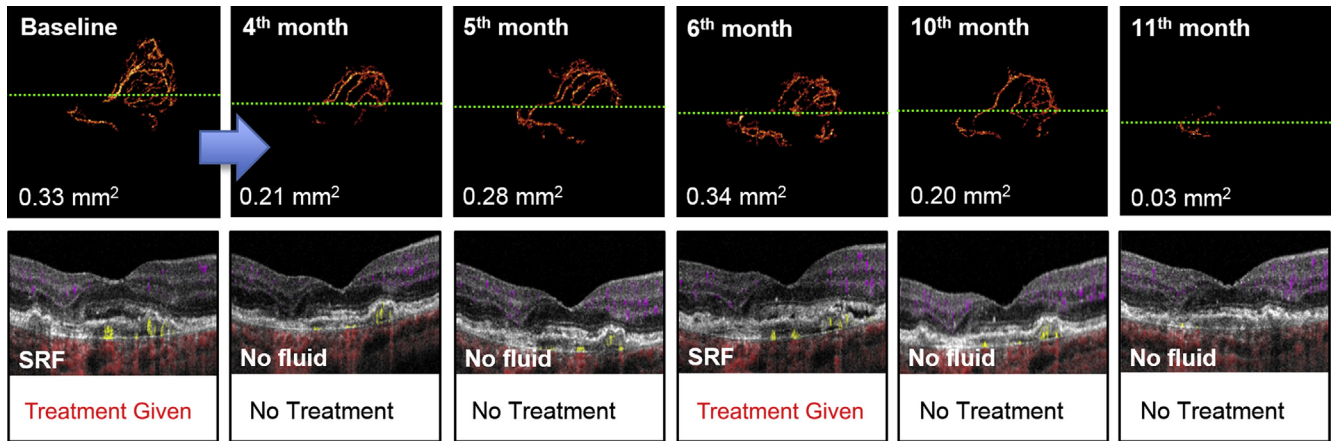 Baseline
4th month
5th month
6th month
10th month
11th month
0.33 mm²
0.21 mm²
0.28 mm²
0.34 mm²
0.20 mm²
0.03 mm²
SRF
No fluid
No fluid
SRF
No fluid
No fluid
Treatment Given
No Treatment
No Treatment
Treatment Given
No Treatment
No Treatment